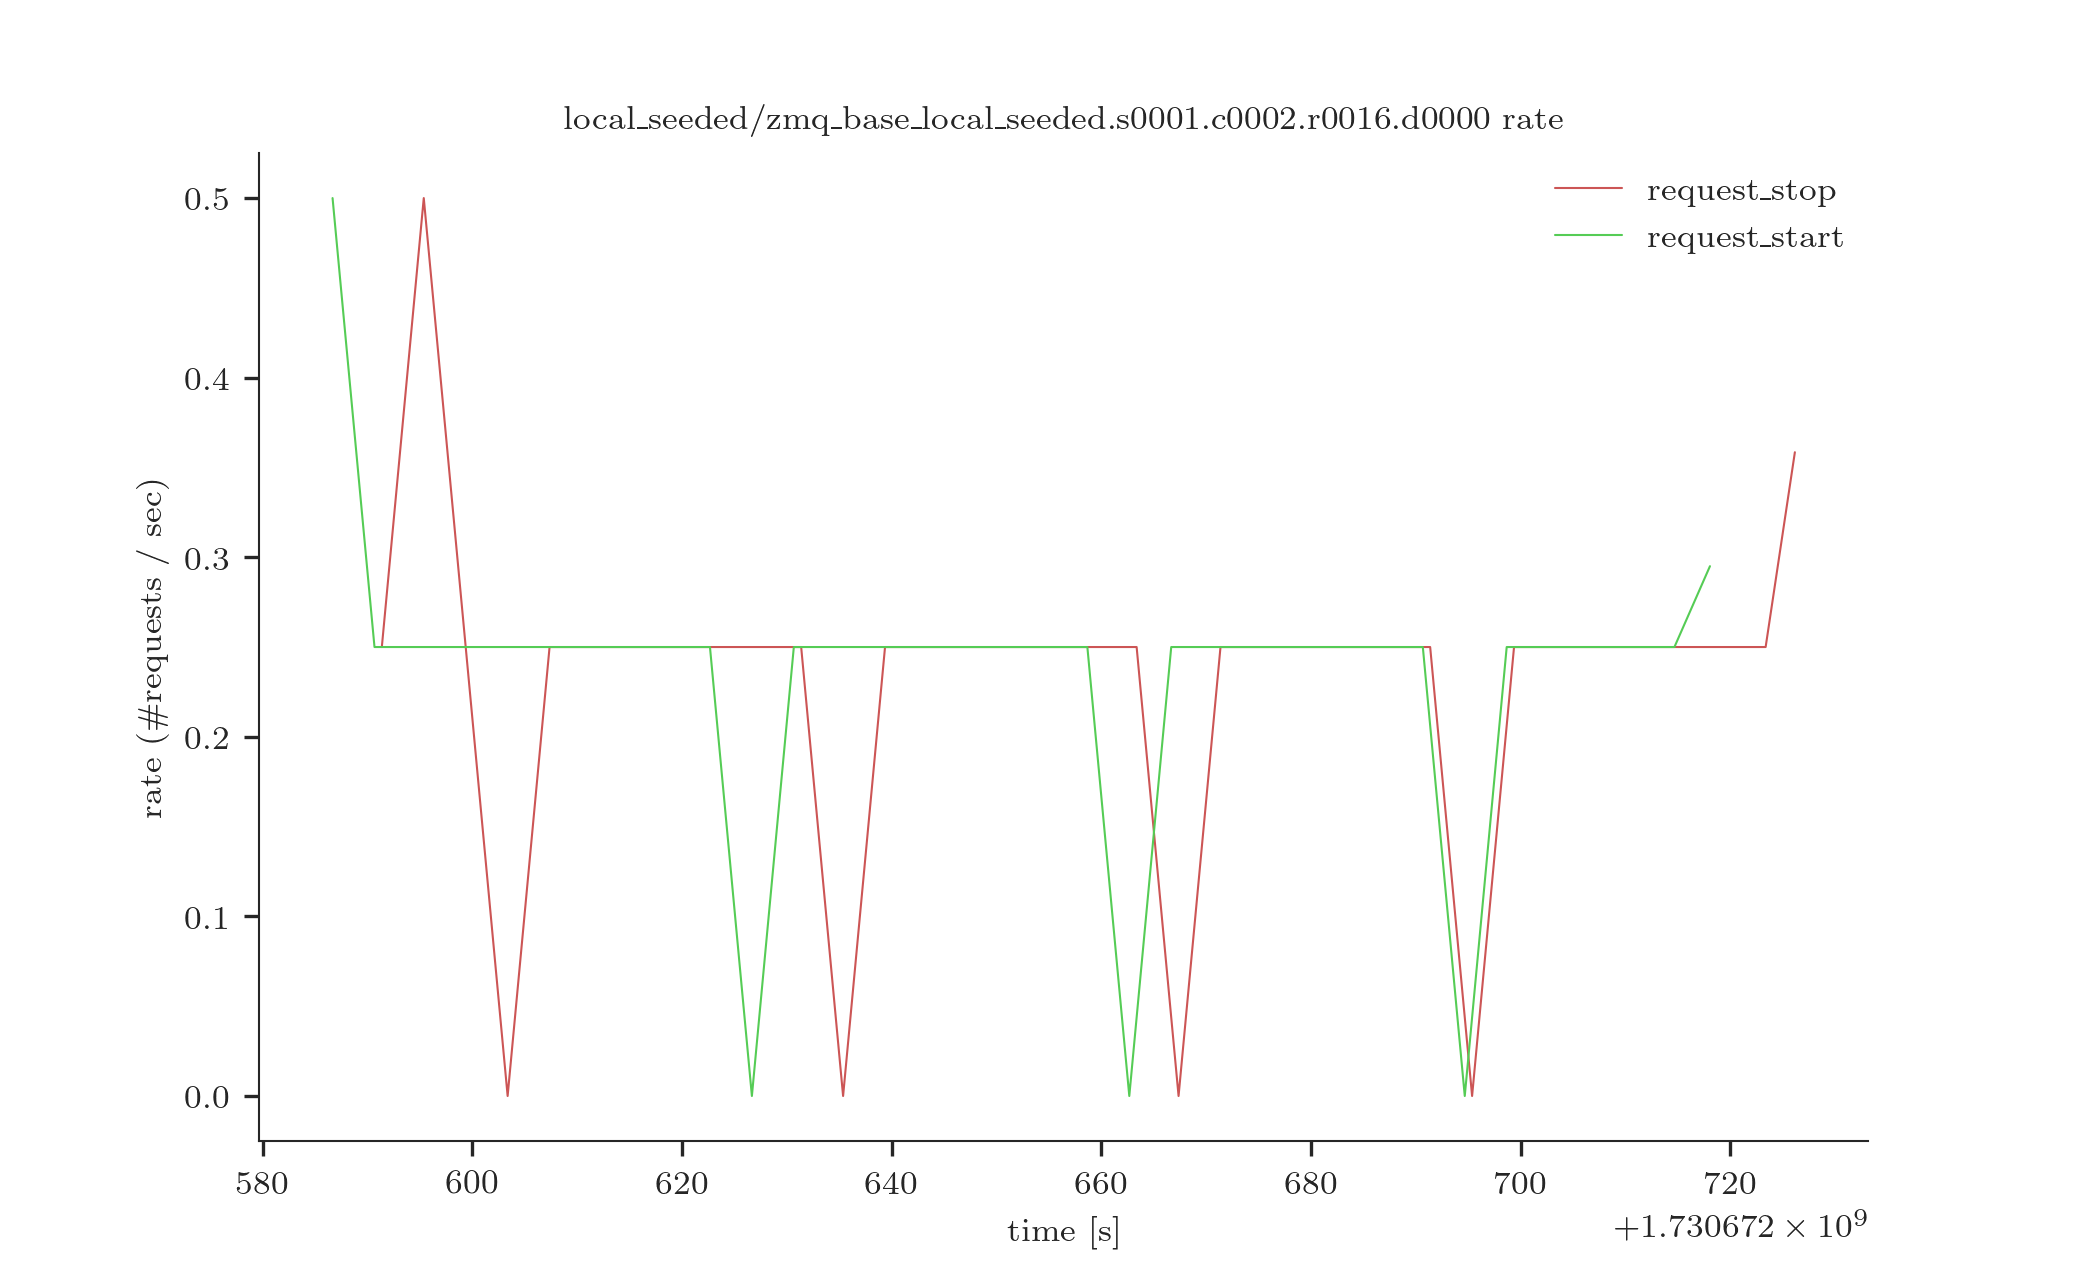 local_seeded/zmq_base_local_seeded.s0001.c0002.r0016.d0000 rate
request_stop
request_start
rate (#requests / sec)
0.5
0.4
0.3
0.2
0.1
0.0
580 600 620 640 660 680 700 720
time [s]
+1.730672 × 10⁹